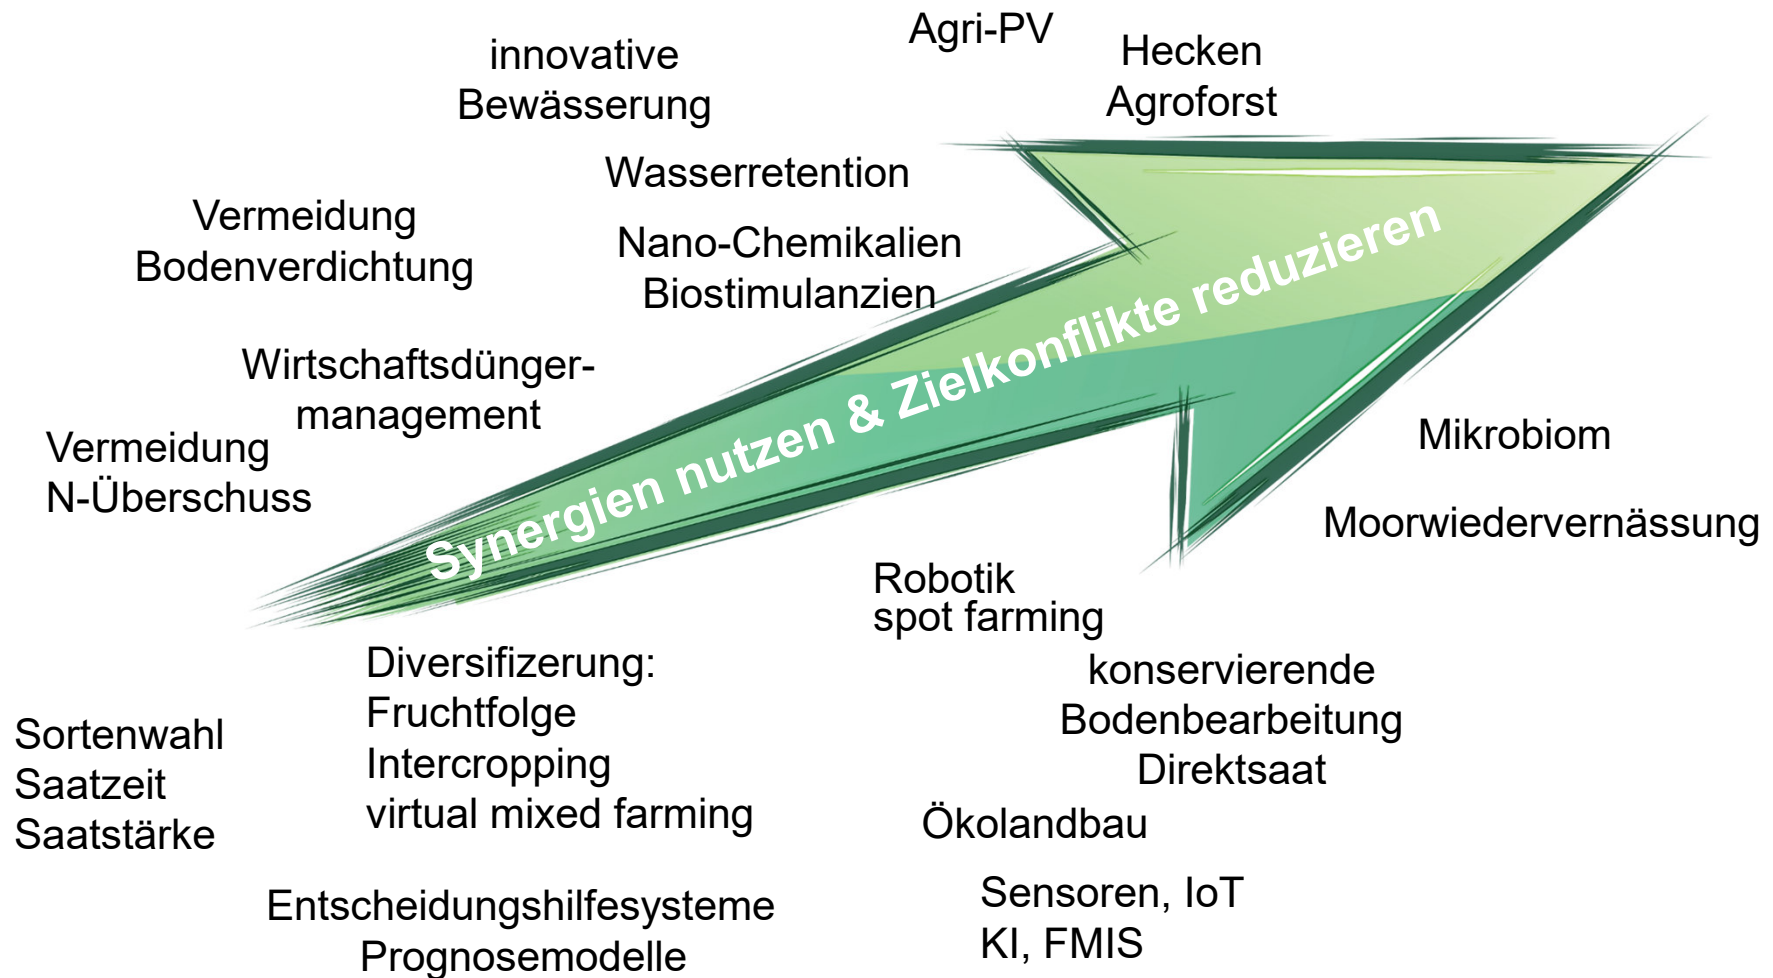 Agri-PV
innovative
Bewässerung
Hecken
Agroforst
Wasserretention
Vermeidung
Bodenverdichtung
Nano-Chemikalien
Biostimulanzien
Wirtschaftsdünger-
management
Vermeidung
N-Überschuss
Synergien nutzen & Zielkonflikte reduzieren
Mikrobiom
Moorwiedervernässung
Robotik
spot farming
Diversifizerung:
Fruchtfolge
Intercropping
virtual mixed farming
konservierende
Bodenbearbeitung
Direktsaat
Sortenwahl
Saatzeit
Saatstärke
Ökolandbau
Entscheidungshilfesysteme
Prognosemodelle
Sensoren, IoT
KI, FMIS